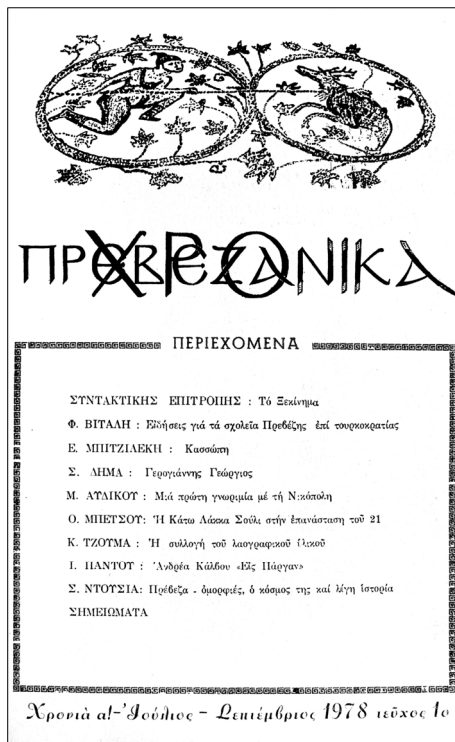 ΠΡΕΒΕΖΑΝΙΚΑ
ΧΡΟ
ΠΕΡΙΕΧΟΜΕΝΑ
ΣΥΝΤΑΚΤΙΚΗΣ ΕΠΙΤΡΟΠΗΣ : Τό Ξεκίνημα
Φ. ΒΙΤΑΛΗ : Εἰδήσεις γιά τά σχολεῖα Πρεβέζης ἐπί τουρκοκρατίας
Ε. ΜΠΙΤΖΙΛΕΚΗ : Κασσώπη
Σ. ΔΗΜΑ : Γερογιάννης Γεώργιος
Μ. ΑΥΔΙΚΟΥ : Μιά πρώτη γνωριμία μέ τή Νικόπολη
Ο. ΜΠΕΤΣΟΥ : Ἡ Κάτω Λάκκα Σούλι στήν ἐπανάσταση τοῦ 21
Κ. ΤΖΟΥΜΑ : Ἡ συλλογή τοῦ λαογραφικοῦ ὑλικοῦ
Ι. ΠΑΝΤΟΥ : Ἀνδρέα Κάλβου «Εἰς Πάργαν»
Σ. ΝΤΟΥΣΙΑ: Πρέβεζα - ὀμορφιές, ὁ κόσμος της καί λίγη ἱστορία
ΣΗΜΕΙΩΜΑΤΑ
Χρονιά α!-Ἰούλιος - Σεπτέμβριος 1978 τεῦχος 1ο